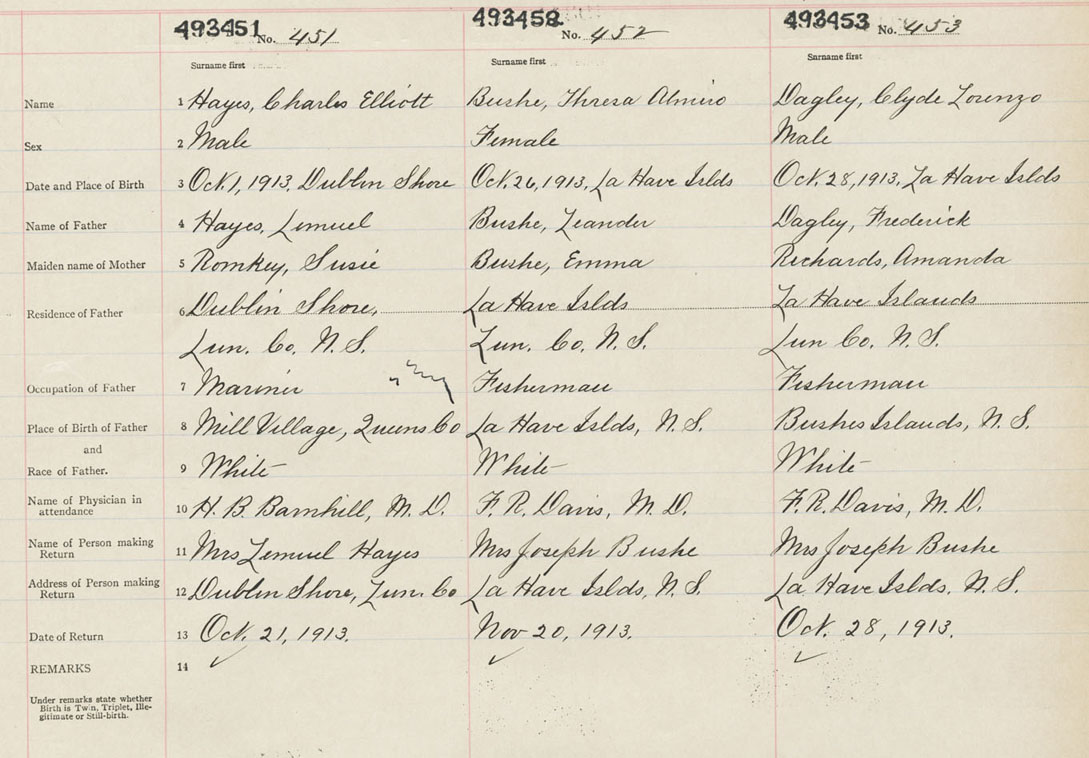 493451 No. 451 493452 No. 452 493453 No. 453
Surname first Surname first Surname first
Name 1 Hayes, Charles Elliott Bushe, Thresa Almiro Dagley, Clyde Lorenzo
Sex 2 Male Female Male
Date and Place of Birth 3 Oct. 1, 1913, Dublin Shore Oct. 26, 1913, La Have Islds Oct. 28, 1913, La Have Islds
Name of Father 4 Hayes, Lemuel Bushe, Leander Dagley, Frederick
Maiden name of Mother 5 Romkey, Susie Bushe, Emma Richards, Amanda
Residence of Father 6 Dublin Shore, La Have Islds La Have Islands
Lun. Co. N.S. Lun. Co. N.S. Lun Co. N.S.
Occupation of Father 7 Mariner Fisherman Fisherman
Place of Birth of Father 8 Mill Village, Queens Co La Have Islds, N.S. Bushes Islands, N.S.
and
Race of Father. 9 White White White
Name of Physician in
attendance 10 H. B. Barnhill, M.D. F. R. Davis, M.D. F. R. Davis, M.D.
Name of Person making
Return 11 Mrs Lemuel Hayes Mrs Joseph Bushe Mrs Joseph Bushe
Address of Person making
Return 12 Dublin Shore, Lun. Co La Have Islds, N.S. La Have Islds. N.S.
Date of Return 13 Oct. 21, 1913. Nov 20, 1913. Oct. 28, 1913.
REMARKS 14
Under remarks state whether
Birth is Twin, Triplet, Ille-
gitimate or Still-birth.